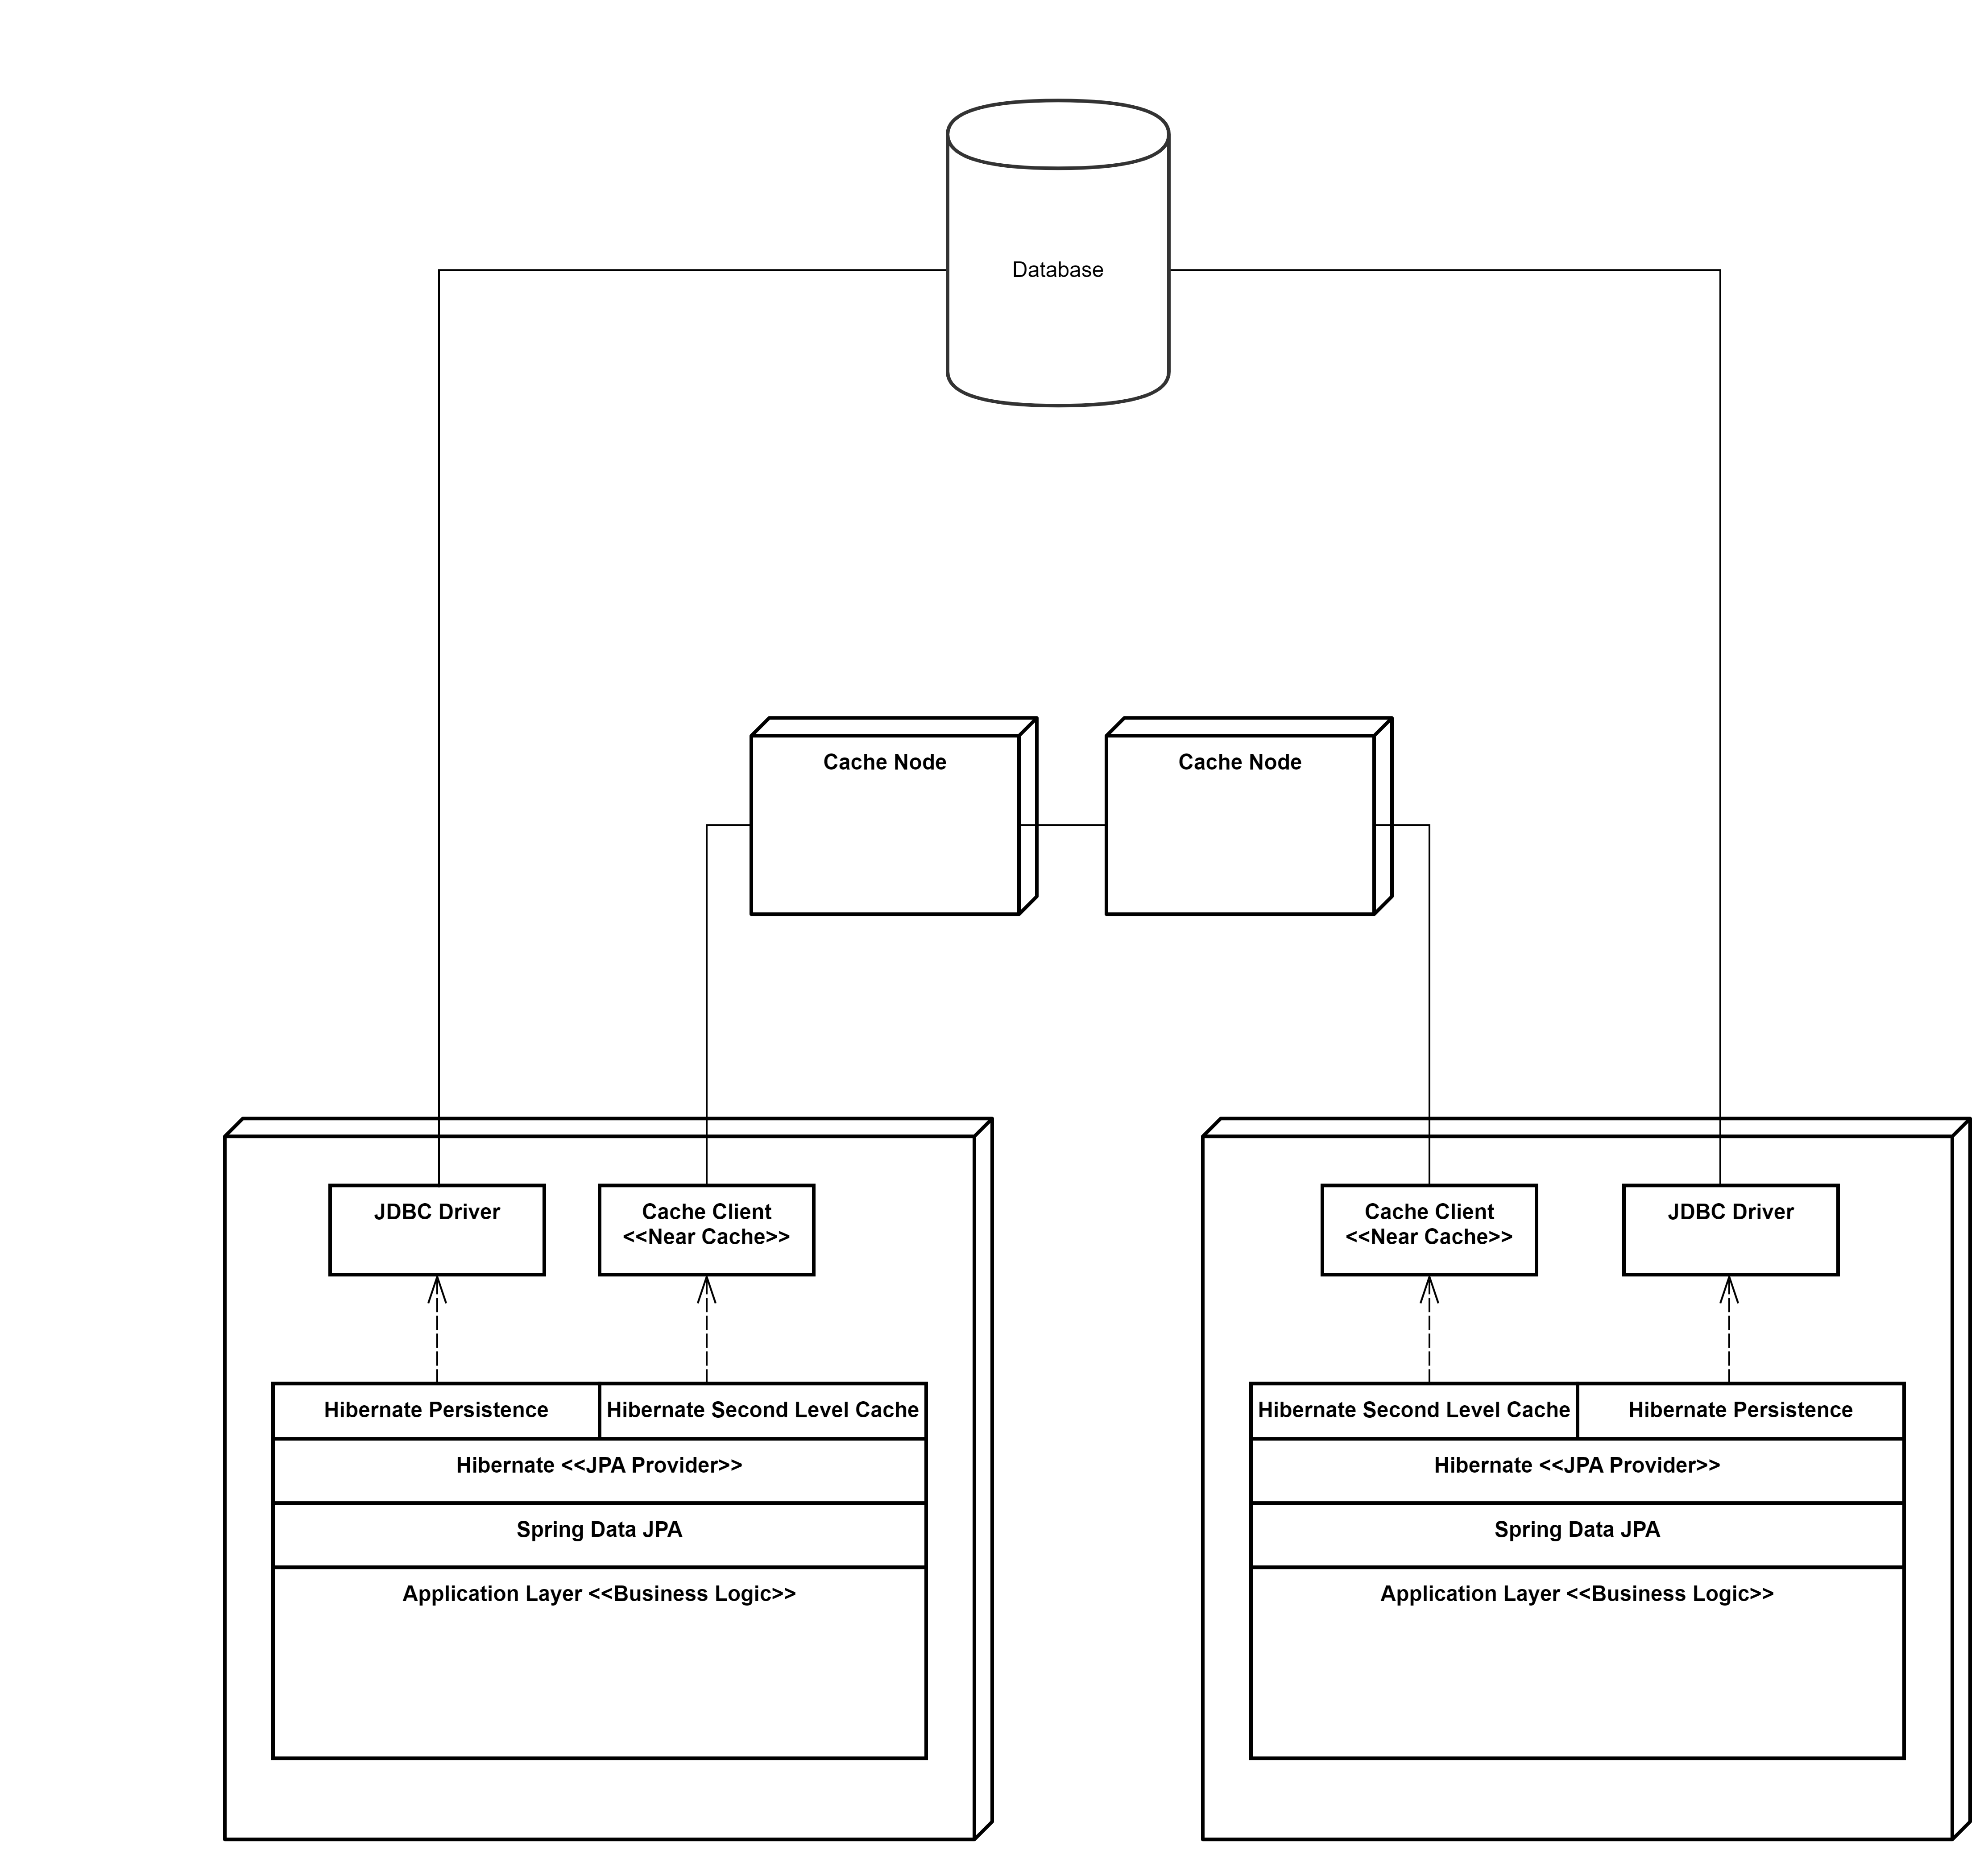 Database
Cache Node
Cache Node
JDBC Driver
Cache Client
<<Near Cache>>
Cache Client
<<Near Cache>>
JDBC Driver
Hibernate Persistence
Hibernate Second Level Cache
Hibernate <<JPA Provider>>
Spring Data JPA
Application Layer <<Business Logic>>
Hibernate Second Level Cache
Hibernate Persistence
Hibernate <<JPA Provider>>
Spring Data JPA
Application Layer <<Business Logic>>